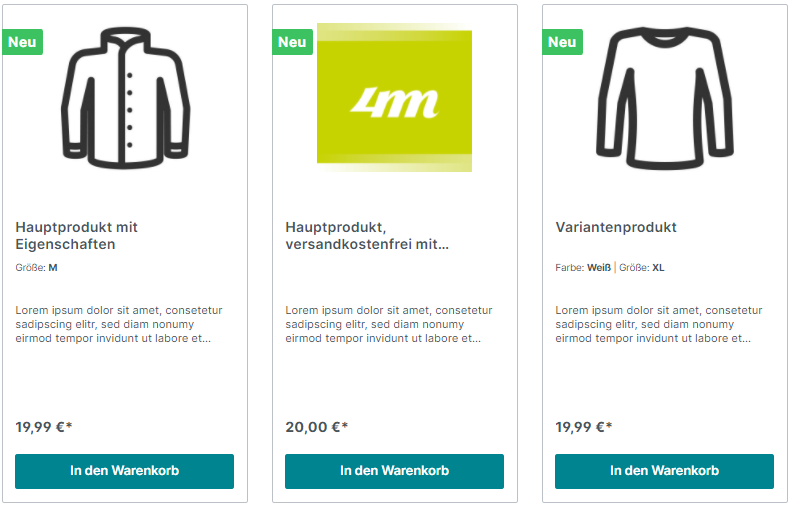 Neu
Hauptprodukt mit
Eigenschaften
Größe: M
Lorem ipsum dolor sit amet, consetetur
sadipscing elitr, sed diam nonumy
eirmod tempor invidunt ut labore et...
19,99 €*
In den Warenkorb
Neu
4m
Hauptprodukt,
versandkostenfrei mit...
Lorem ipsum dolor sit amet, consetetur
sadipscing elitr, sed diam nonumy
eirmod tempor invidunt ut labore et...
20,00 €*
In den Warenkorb
Neu
Variantenprodukt
Farbe: Weiß | Größe: XL
Lorem ipsum dolor sit amet, consetetur
sadipscing elitr, sed diam nonumy
eirmod tempor invidunt ut labore et...
19,99 €*
In den Warenkorb